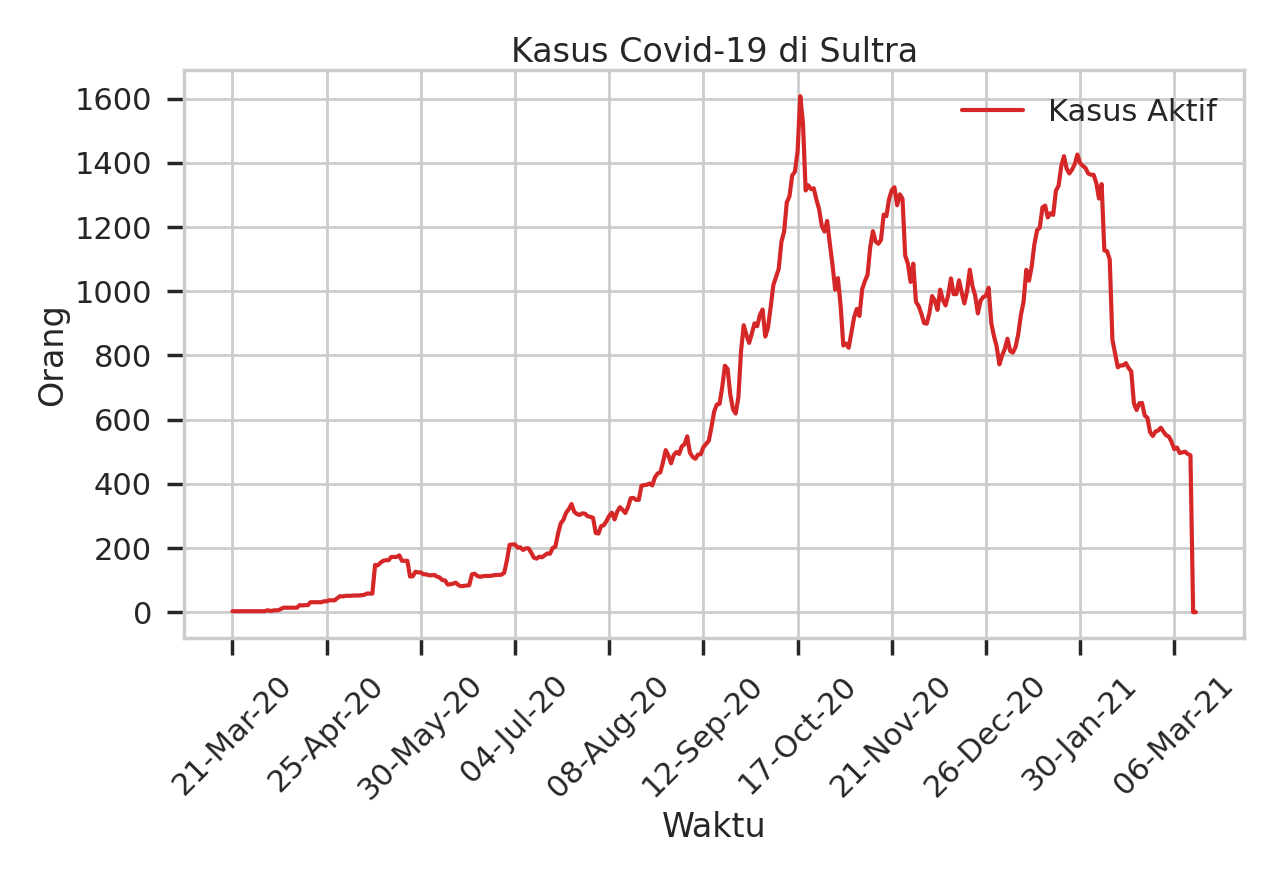 Kasus Covid-19 di Sultra
Kasus Aktif
Orang
1600
1400
1200
1000
800
600
400
200
0
21-Mar-20
25-Apr-20
30-May-20
04-Jul-20
08-Aug-20
12-Sep-20
17-Oct-20
21-Nov-20
26-Dec-20
30-Jan-21
06-Mar-21
Waktu